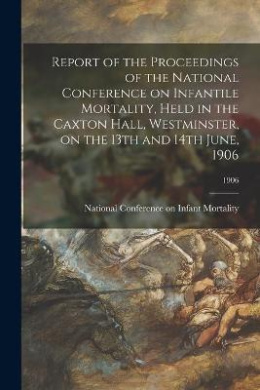 Report of the Proceedings
of the National
Conference on Infantile
Mortality, Held in the
Caxton Hall, Westminster,
on the 13th and 14th June,
1906
1906
National Conference on Infant Mortality